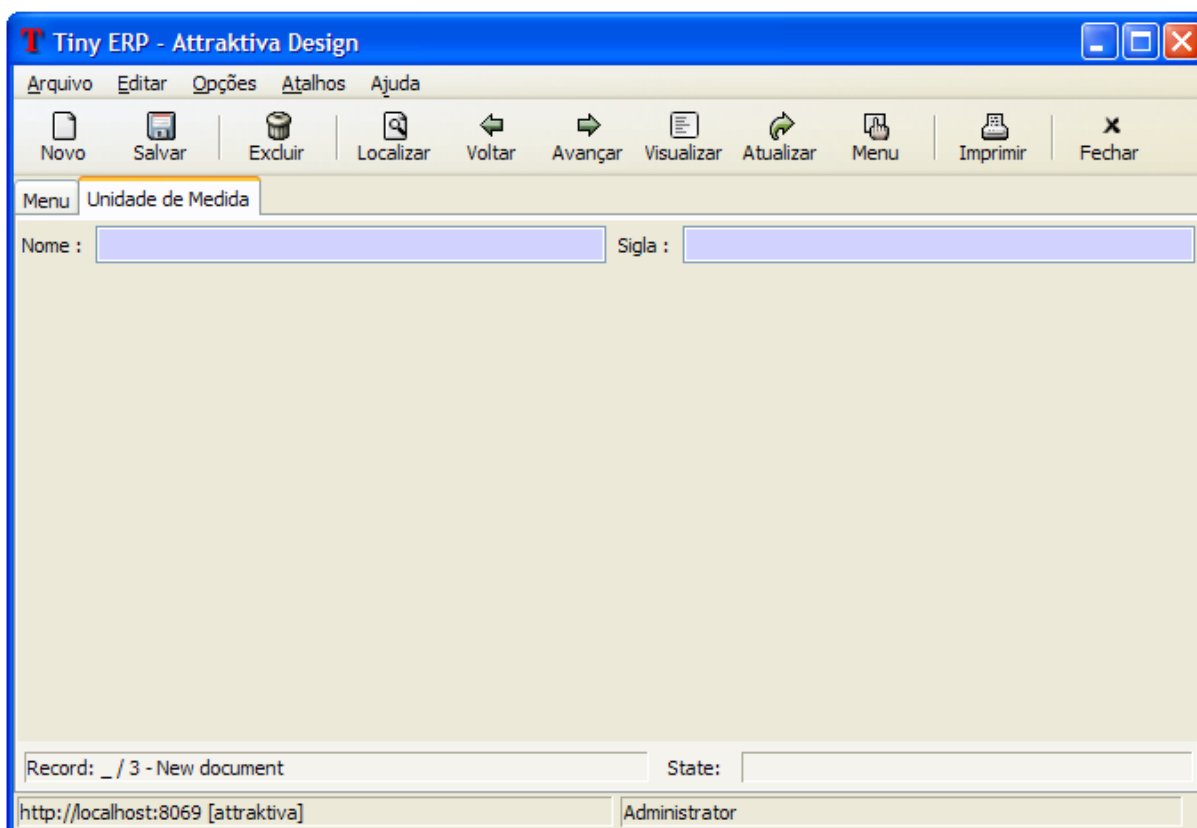 T Tiny ERP - Attraktiva Design
Arquivo Editar Opções Atalhos Ajuda
Novo Salvar Excluir Localizar Voltar Avançar Visualizar Atualizar Menu Imprimir Fechar
Menu Unidade de Medida
Nome : Sigla :
Record: _ / 3 - New document State:
http://localhost:8069 [attraktiva] Administrator